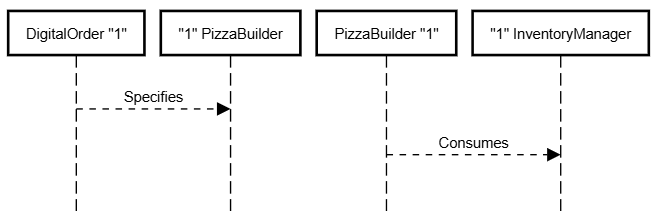 DigitalOrder "1"
"1" PizzaBuilder
PizzaBuilder "1"
"1" InventoryManager
Specifies
Consumes